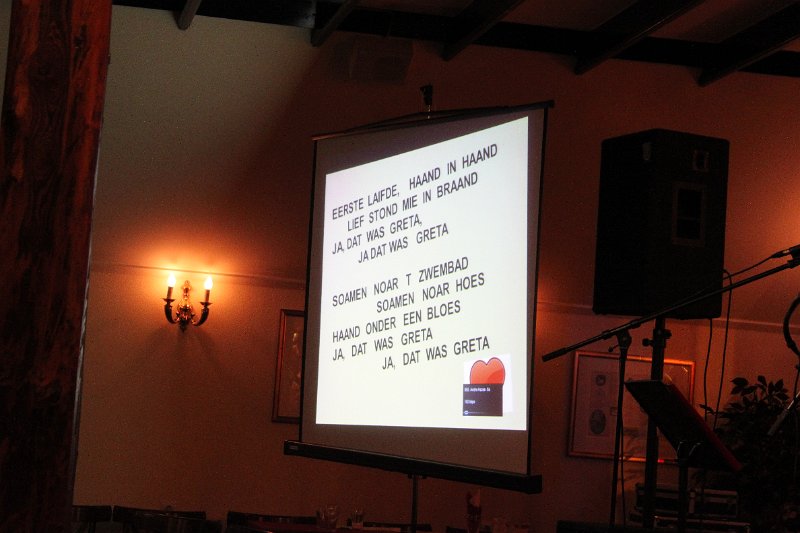 EERSTE LAIFDE, HAAND IN HAAND
LIEF STOND MIE IN BRAAND
JA, DAT WAS GRETA,
JA DAT WAS GRETA
SOAMEN NOAR T ZWEMBAD
SOAMEN NOAR HOES
HAAND ONDER EEN BLOES
JA, DAT WAS GRETA
JA, DAT WAS GRETA